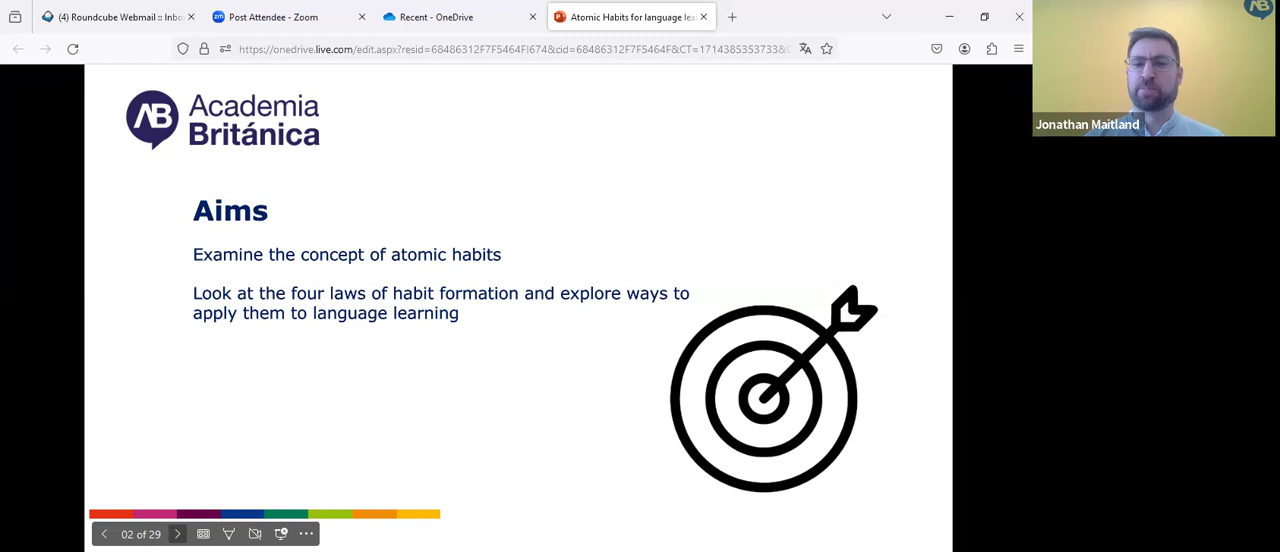 (4) Roundcube Webmail :: Inbo
Post Attendee - Zoom
Recent - OneDrive
Atomic Habits for language lea
https://onedrive.live.com/edit.aspx?resid=68486312F7F5464F!674&cid=68486312F7F5464F&CT=1714385353733&
AB
Jonathan Maitland
AB
Academia
Británica
Aims
Examine the concept of atomic habits
Look at the four laws of habit formation and explore ways to
apply them to language learning
02 of 29